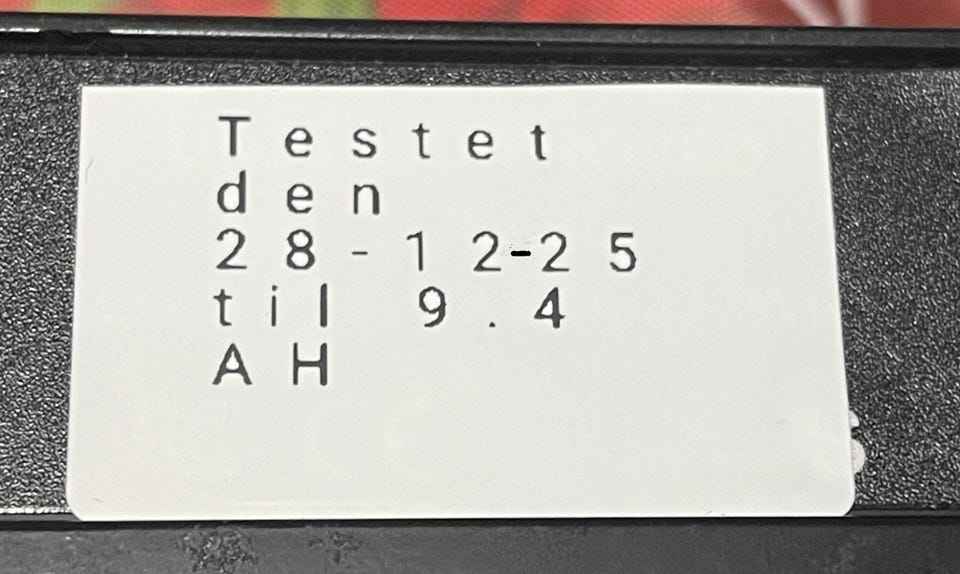 Testet
den
28-12-25
til 9.4
AH